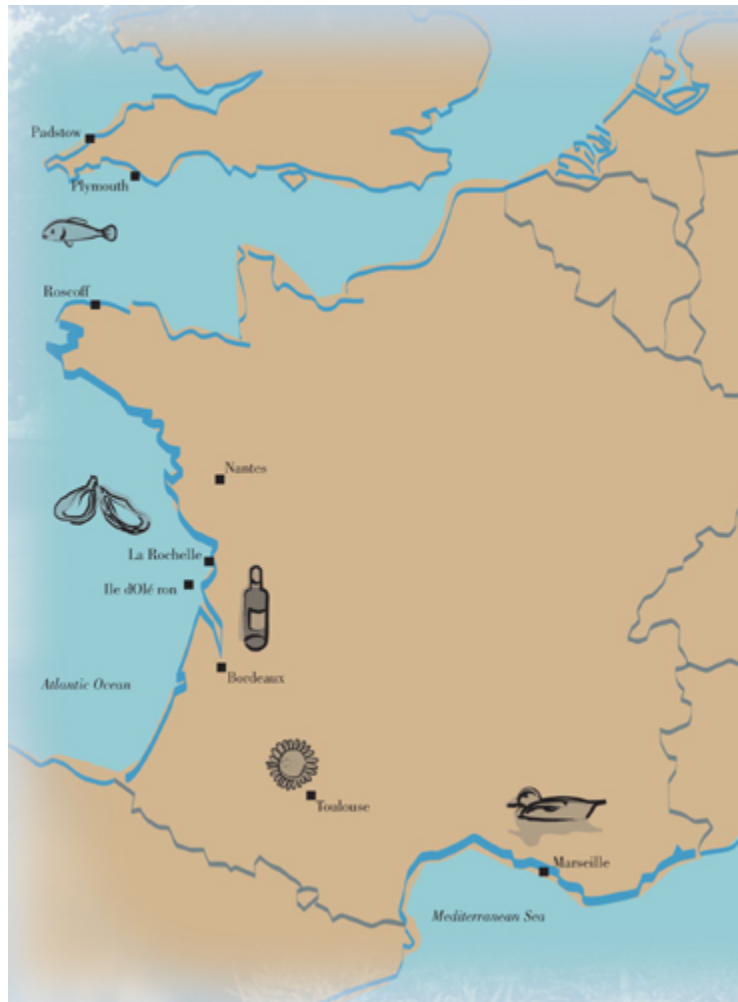 Padstow
Plymouth
Roscoff
Nantes
La Rochelle
Ile dOlé ron
Bordeaux
Atlantic Ocean
Toulouse
Marseille
Mediterranean Sea